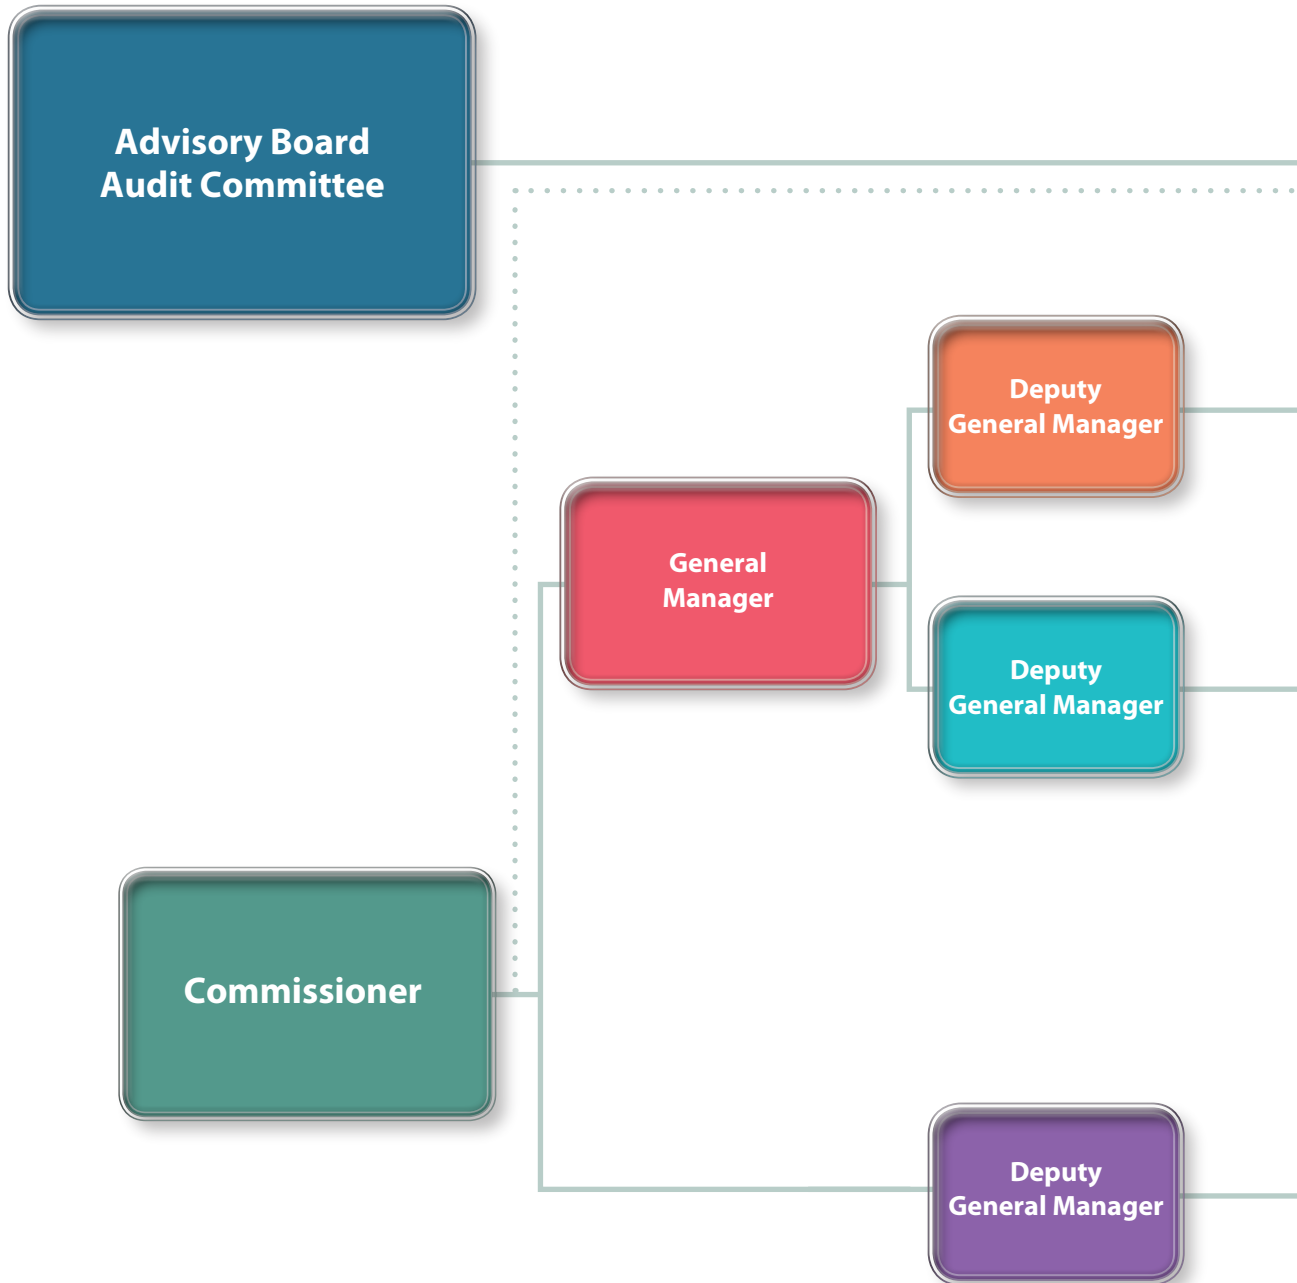 Advisory Board
Audit Committee
Deputy
General Manager
General
Manager
Deputy
General Manager
Commissioner
Deputy
General Manager